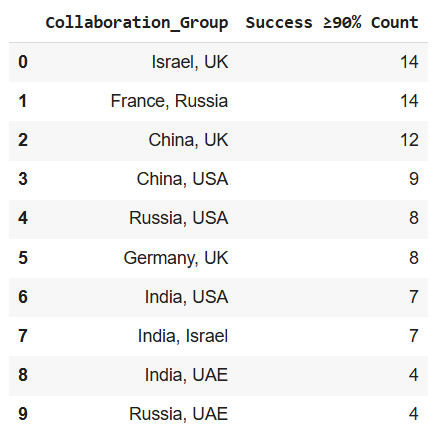 Collaboration_Group Success ≥90% Count
0 Israel, UK 14
1 France, Russia 14
2 China, UK 12
3 China, USA 9
4 Russia, USA 8
5 Germany, UK 8
6 India, USA 7
7 India, Israel 7
8 India, UAE 4
9 Russia, UAE 4